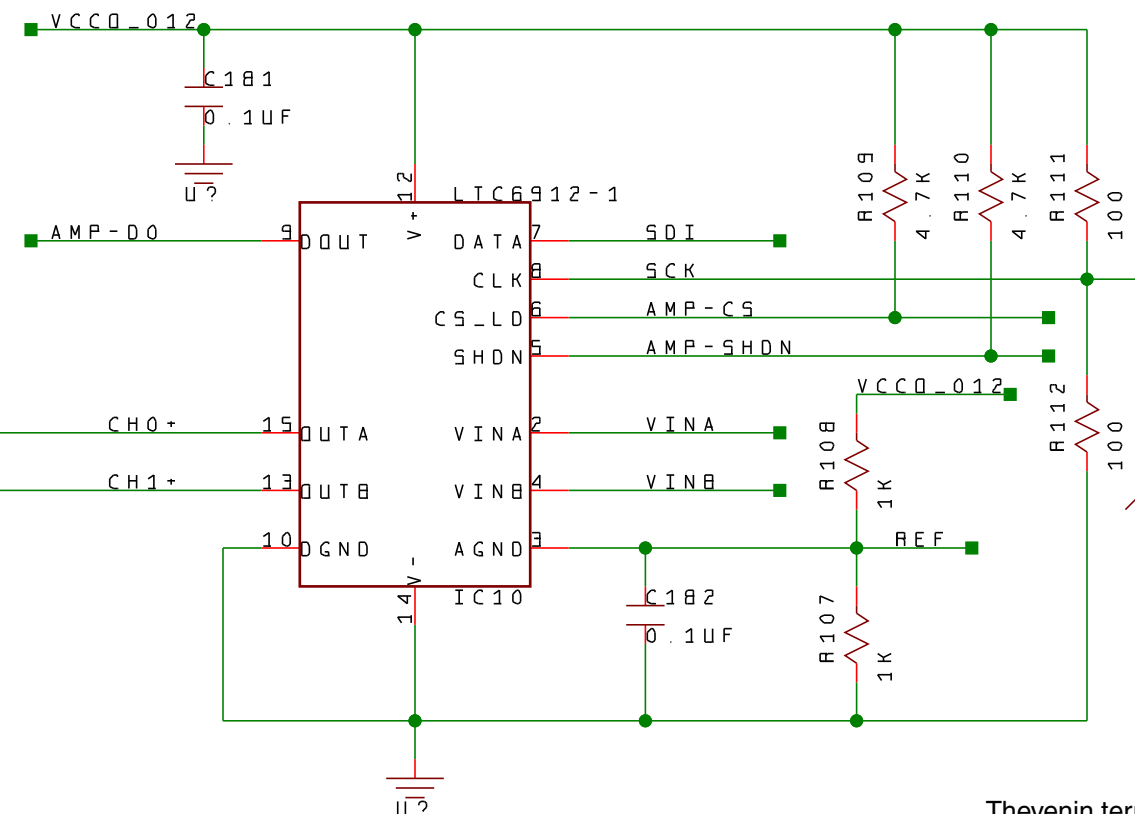 VCCO_012
C181
0.1UF
U?
12
LTC6912-1
V+
AMP-DO
9
DOUT
DATA
7
SDI
CLK
8
SCK
CS_LD
6
AMP-CS
SHDN
5
AMP-SHDN
R109
4.7K
R110
4.7K
R111
100
VCCO_012
CH0+
15
OUTA
VINA
2
VINA
R108
1K
R112
100
CH1+
13
OUTB
VINB
4
VINB
10
DGND
AGND
3
REF
V-
14
IC10
C182
0.1UF
R107
1K
U?
Thevenin